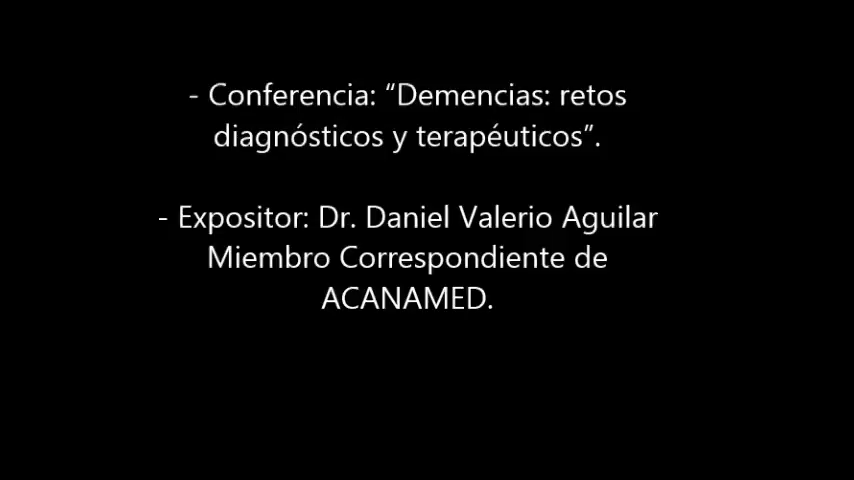 - Conferencia: “Demencias: retos
diagnósticos y terapéuticos”.
- Expositor: Dr. Daniel Valerio Aguilar
Miembro Correspondiente de
ACANAMED.